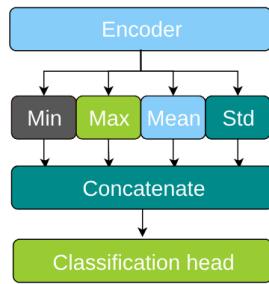 Encoder
Min Max Mean Std
Concatenate
Classification head